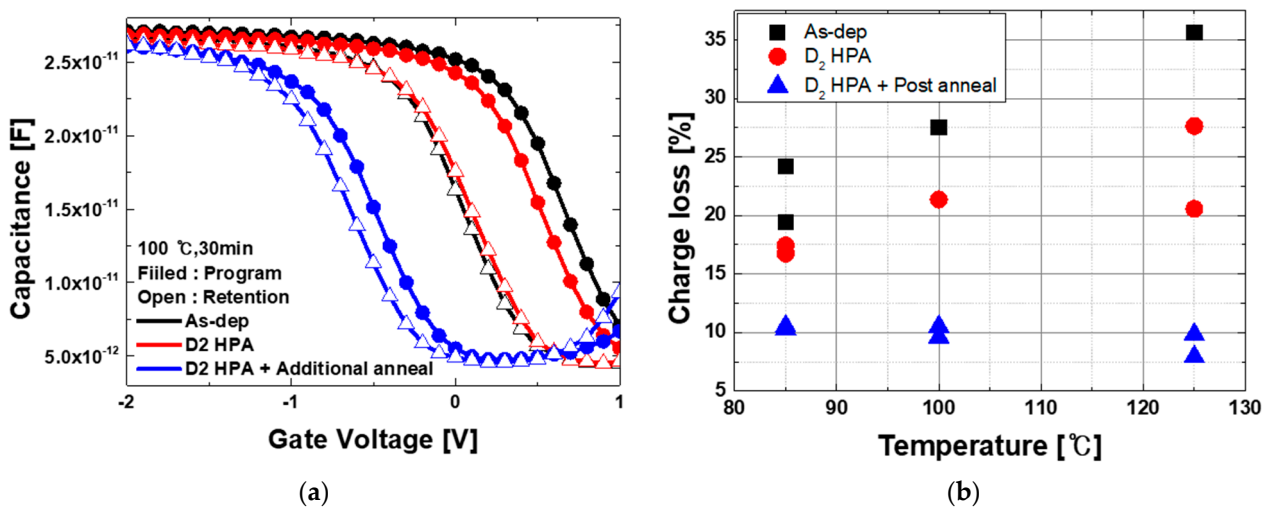 2.5x10⁻¹¹
2.0x10⁻¹¹
1.5x10⁻¹¹
1.0x10⁻¹¹
5.0x10⁻¹²
Capacitance [F]
100 ℃,30min
Fiiled : Program
Open : Retention
As-dep
D2 HPA
D2 HPA + Additional anneal
-2
-1
0
1
Gate Voltage [V]
(a)
As-dep
D₂ HPA
D₂ HPA + Post anneal
35
30
25
20
15
10
5
Charge loss [%]
80
90
100
110
120
130
Temperature [℃]
(b)